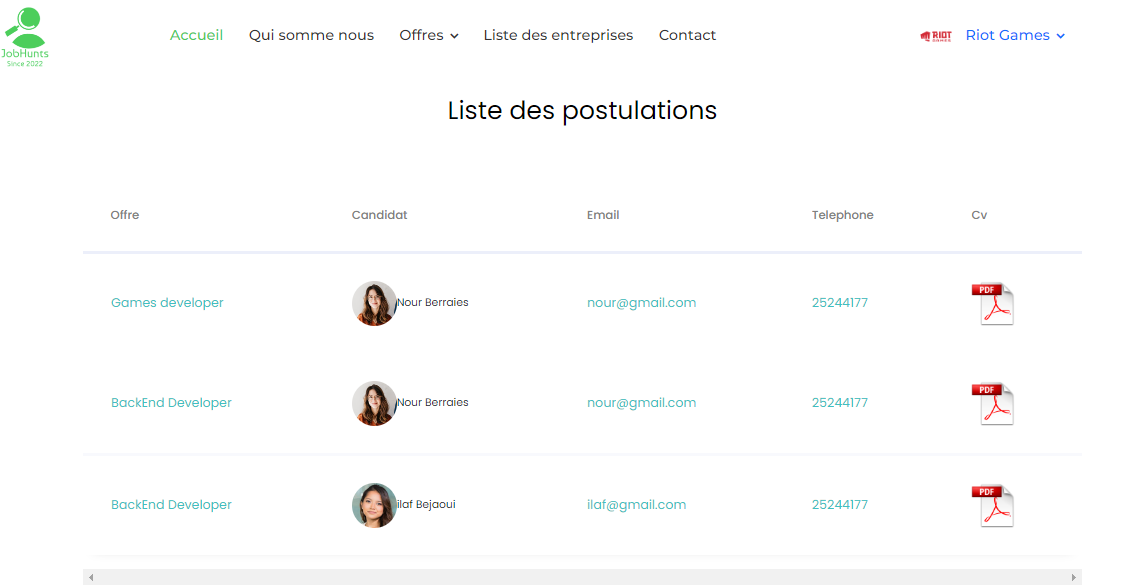 JobHunts
Since 2022
Accueil Qui somme nous Offres Liste des entreprises Contact
RIOT GAMES Riot Games
Liste des postulations
Offre Candidat Email Telephone Cv
Games developer Nour Berraies nour@gmail.com 25244177 PDF
BackEnd Developer Nour Berraies nour@gmail.com 25244177 PDF
BackEnd Developer ilaf Bejaoui ilaf@gmail.com 25244177 PDF